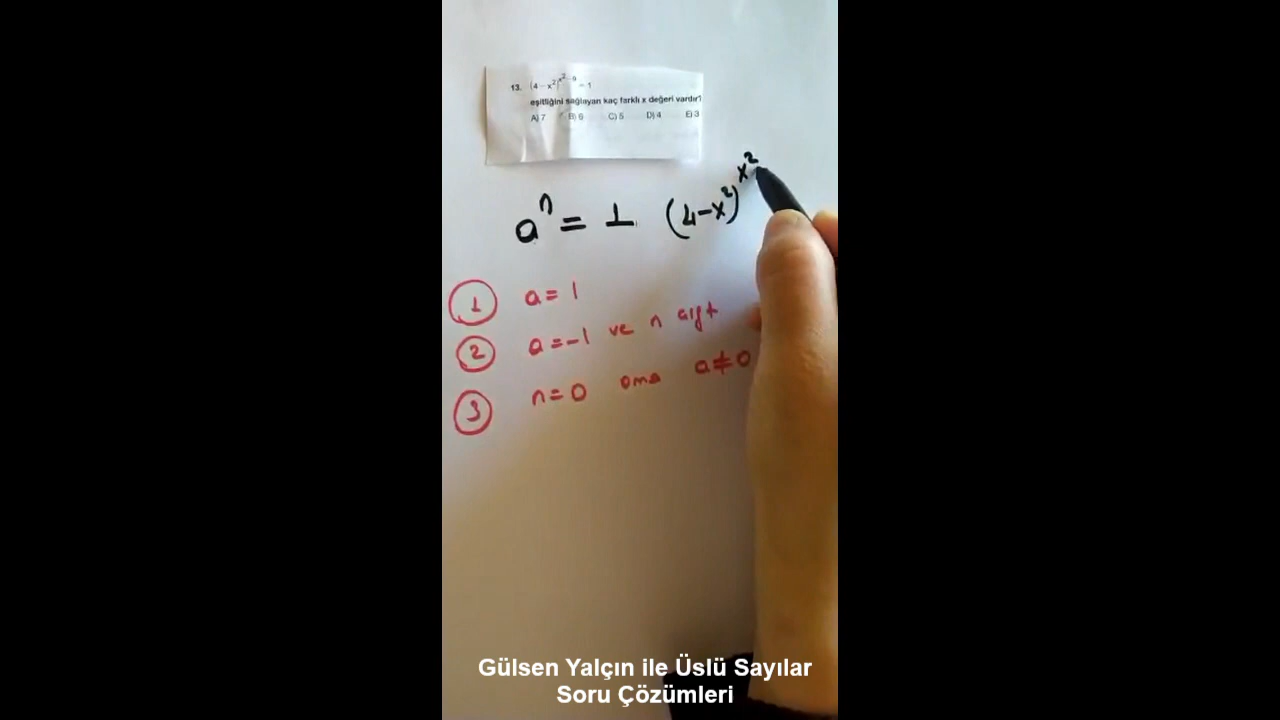 13. (4-x²)^x²-9 = 1
eşitliğini sağlayan kaç farklı x değeri vardır?
A) 7 B) 6 C) 5 D) 4 E) 3
aⁿ = 1 (4-x²)^x²
1 a = 1
2 a = -1 ve n çift
3 n = 0 ama a ≠ 0
Gülsen Yalçın ile Üslü Sayılar
Soru Çözümleri